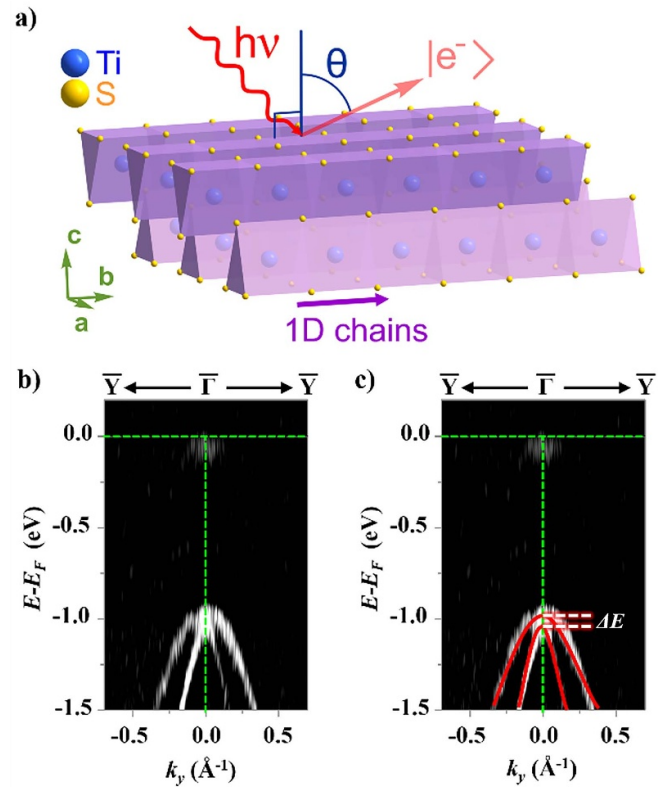 a)
hν
θ
|e⁻⟩
Ti
S
c
b
a
1D chains
b)
Y̅ Γ̅ Y̅
0.0
-0.5
-1.0
-1.5
E-E_F (eV)
-0.5 0.0 0.5
k_y (Å⁻¹)
c)
Y̅ Γ̅ Y̅
0.0
-0.5
-1.0
-1.5
E-E_F (eV)
ΔE
-0.5 0.0 0.5
k_y (Å⁻¹)